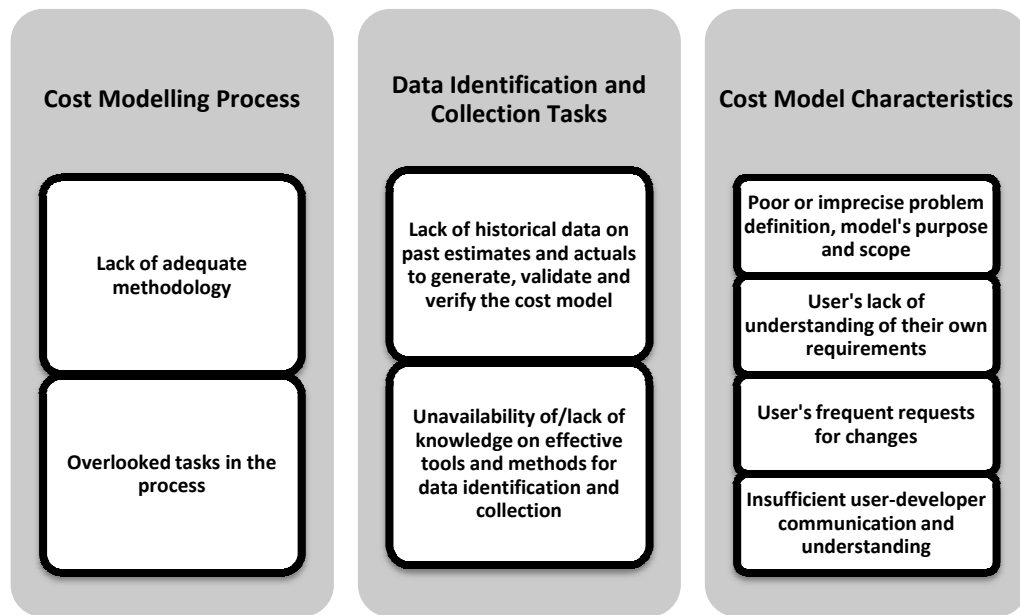 Cost Modelling Process
Lack of adequate
methodology
Overlooked tasks in the
process
Data Identification and
Collection Tasks
Lack of historical data on
past estimates and actuals
to generate, validate and
verify the cost model
Unavailability of/lack of
knowledge on effective
tools and methods for
data identification and
collection
Cost Model Characteristics
Poor or imprecise problem
definition, model's purpose
and scope
User's lack of
understanding of their own
requirements
User's frequent requests
for changes
Insufficient user-developer
communication and
understanding